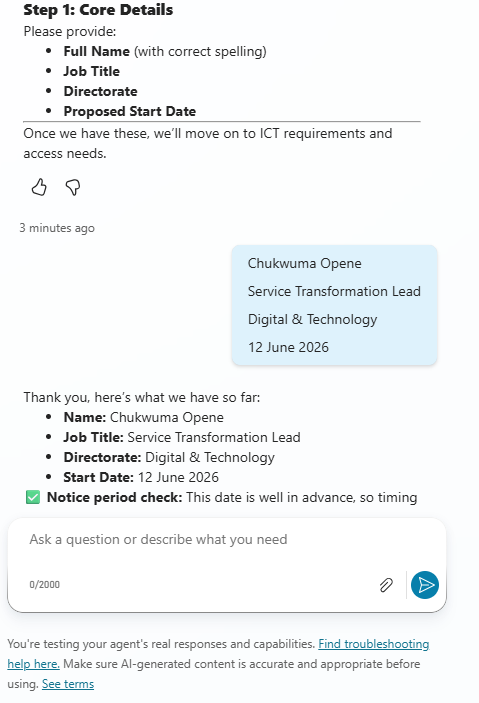 Step 1: Core Details
Please provide:
• Full Name (with correct spelling)
• Job Title
• Directorate
• Proposed Start Date
Once we have these, we’ll move on to ICT requirements and
access needs.
3 minutes ago
Chukwuma Opene
Service Transformation Lead
Digital & Technology
12 June 2026
Thank you, here’s what we have so far:
• Name: Chukwuma Opene
• Job Title: Service Transformation Lead
• Directorate: Digital & Technology
• Start Date: 12 June 2026
✅ Notice period check: This date is well in advance, so timing
Ask a question or describe what you need
0/2000
You're testing your agent's real responses and capabilities. Find troubleshooting
help here. Make sure AI-generated content is accurate and appropriate before
using. See terms